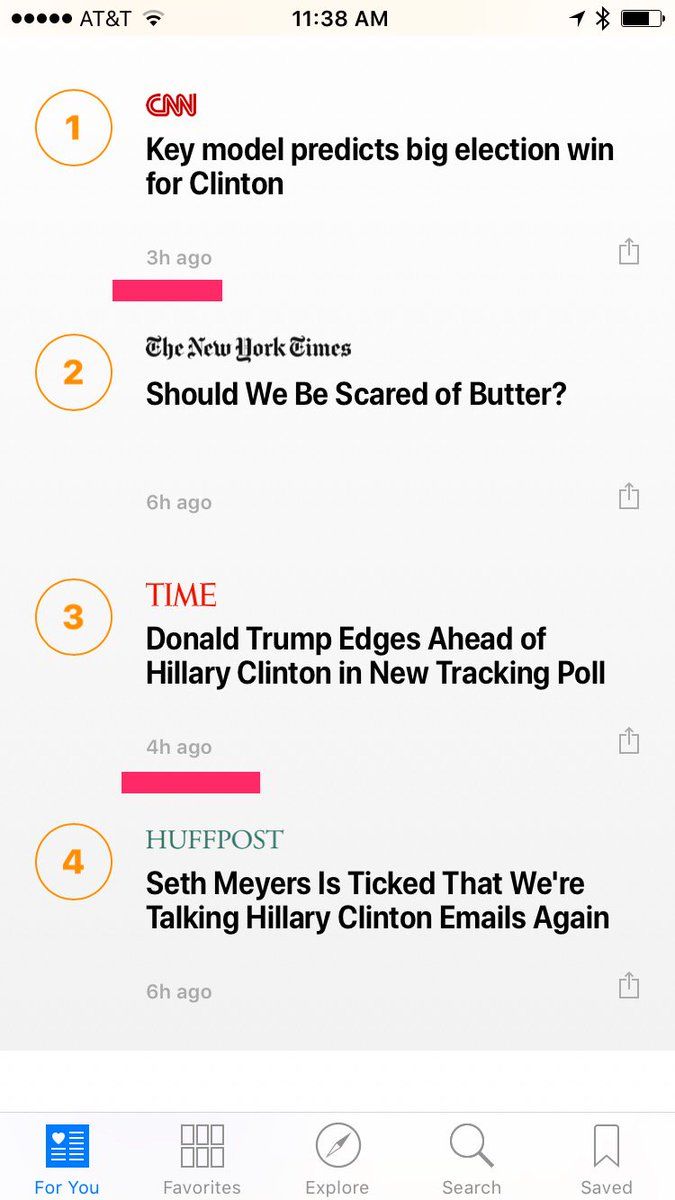 AT&T 11:38 AM
1
CNN
Key model predicts big election win
for Clinton
3h ago
2
The New York Times
Should We Be Scared of Butter?
6h ago
3
TIME
Donald Trump Edges Ahead of
Hillary Clinton in New Tracking Poll
4h ago
4
HUFFPOST
Seth Meyers Is Ticked That We're
Talking Hillary Clinton Emails Again
6h ago
For You Favorites Explore Search Saved